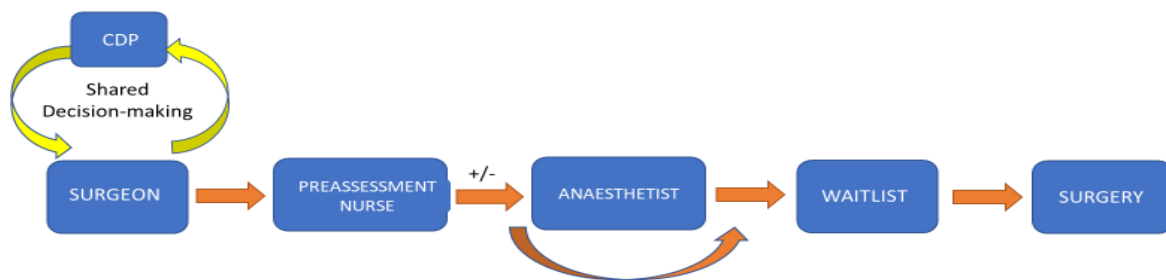 CDP
Shared
Decision-making
SURGEON
PREASSESSMENT
NURSE
+/-
ANAESTHETIST
WAITLIST
SURGERY